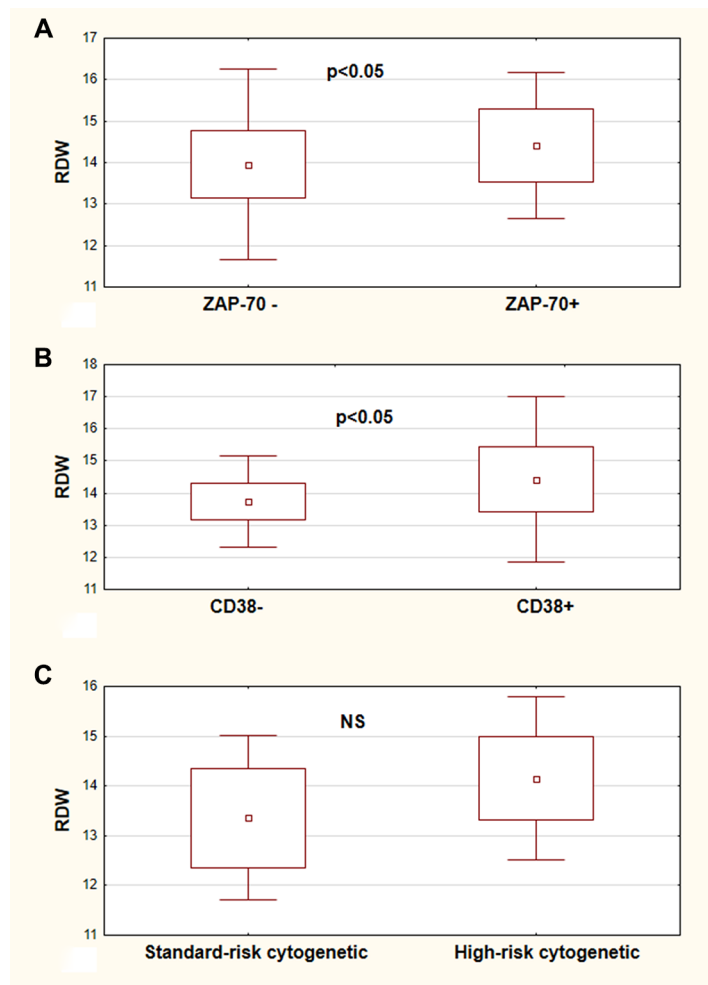 A
17
16
15
14
13
12
11
RDW
p<0.05
ZAP-70 -
ZAP-70+
B
18
17
16
15
14
13
12
11
RDW
p<0.05
CD38-
CD38+
C
16
15
14
13
12
11
RDW
NS
Standard-risk cytogenetic
High-risk cytogenetic